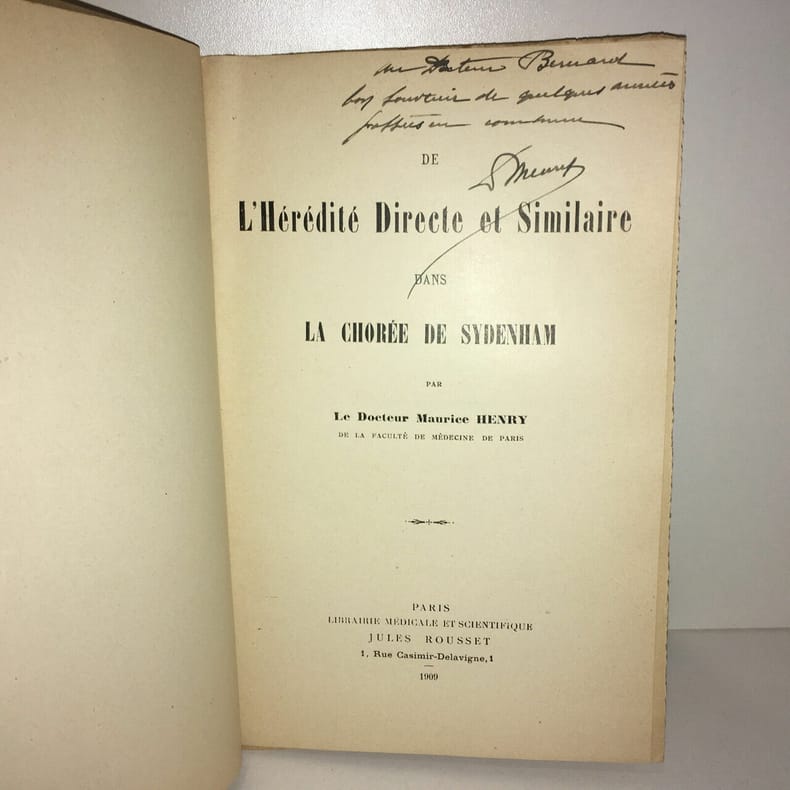 au Docteur Bernard
bon souvenir de quelques années
passées en commun
DE
L'Hérédité Directe et Similaire
DANS
LA CHORÉE DE SYDENHAM
PAR
Le Docteur Maurice HENRY
DE LA FACULTÉ DE MÉDECINE DE PARIS
PARIS
LIBRAIRIE MÉDICALE ET SCIENTIFIQUE
JULES ROUSSET
1, Rue Casimir-Delavigne, 1
1909